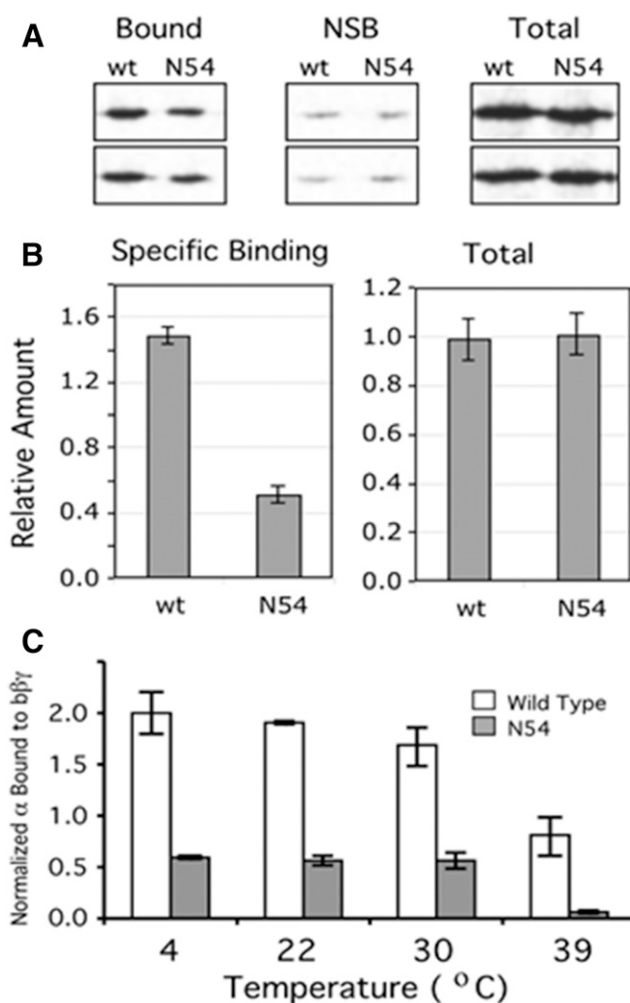 A
Bound NSB Total
wt N54 wt N54 wt N54
B
Specific Binding Total
Relative Amount
1.6
1.2
0.8
0.4
0.0
wt N54
1.2
1.0
0.8
0.6
0.4
0.2
0.0
wt N54
C
Normalized α Bound to bβγ
2.0
1.5
1.0
0.5
0.0
Wild Type
N54
4 22 30 39
Temperature ( °C)